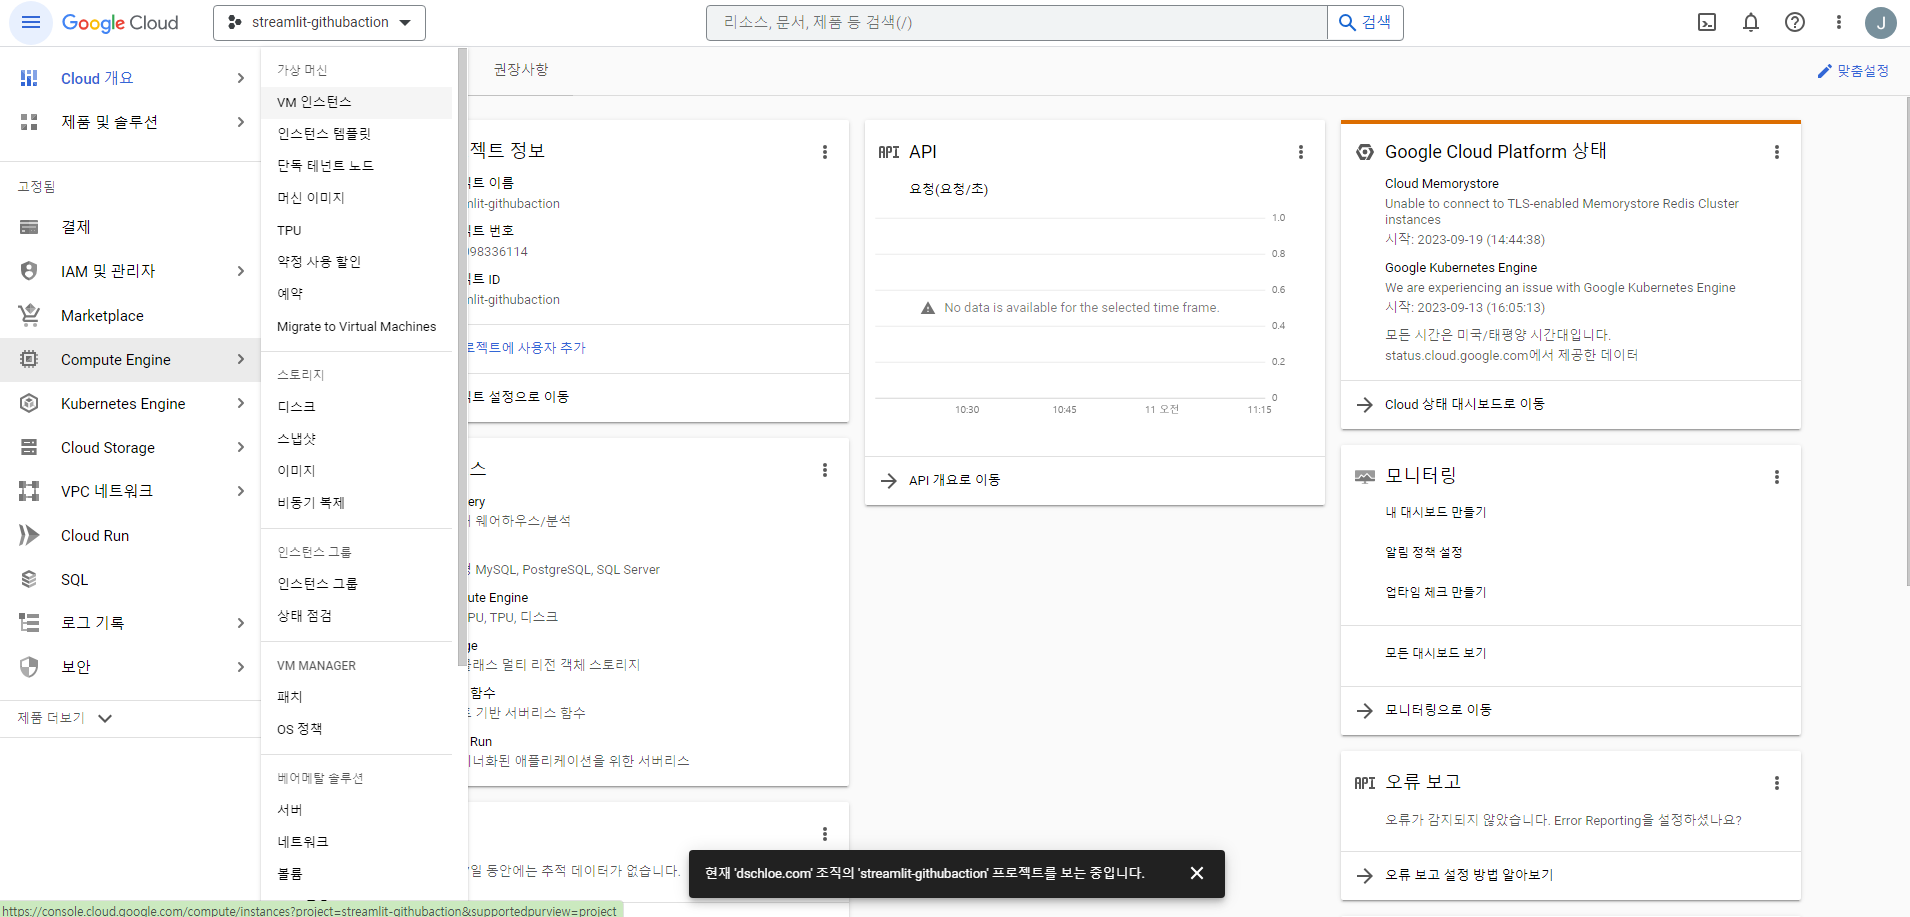 Google Cloud
streamlit-githubaction
리소스, 문서, 제품 등 검색(/)
검색
J
Cloud 개요
제품 및 솔루션
고정됨
결제
IAM 및 관리자
Marketplace
Compute Engine
Kubernetes Engine
Cloud Storage
VPC 네트워크
Cloud Run
SQL
로그 기록
보안
제품 더보기
가상 머신
VM 인스턴스
인스턴스 템플릿
단독 테넌트 노드
머신 이미지
TPU
약정 사용 할인
예약
Migrate to Virtual Machines
스토리지
디스크
스냅샷
이미지
비동기 복제
인스턴스 그룹
인스턴스 그룹
상태 점검
VM MANAGER
패치
OS 정책
베어메탈 솔루션
서버
네트워크
볼륨
권장사항
맞춤설정
젝트 정보
트 이름
mlit-githubaction
트 번호
98336114
트 ID
mlit-githubaction
로젝트에 사용자 추가
트 설정으로 이동
스
ery
웨어하우스/분석
MySQL, PostgreSQL, SQL Server
ute Engine
PU, TPU, 디스크
ge
클래스 멀티 리전 객체 스토리지
함수
트 기반 서버리스 함수
Run
너화된 애플리케이션을 위한 서버리스
일 동안에는 추적 데이터가 없습니다.
API API
요청(요청/초)
1.0
0.8
0.6
No data is available for the selected time frame.
0.4
0.2
0
10:30 10:45 11 오전 11:15
API 개요로 이동
Google Cloud Platform 상태
Cloud Memorystore
Unable to connect to TLS-enabled Memorystore Redis Cluster
instances
시작: 2023-09-19 (14:44:38)
Google Kubernetes Engine
We are experiencing an issue with Google Kubernetes Engine
시작: 2023-09-13 (16:05:13)
모든 시간은 미국/태평양 시간대입니다.
status.cloud.google.com에서 제공한 데이터
Cloud 상태 대시보드로 이동
모니터링
내 대시보드 만들기
알림 정책 설정
업타임 체크 만들기
모든 대시보드 보기
모니터링으로 이동
API 오류 보고
오류가 감지되지 않았습니다. Error Reporting을 설정하셨나요?
오류 보고 설정 방법 알아보기
현재 'dschloe.com' 조직의 'streamlit-githubaction' 프로젝트를 보는 중입니다.
https://console.cloud.google.com/compute/instances?project=streamlit-githubaction&supportedpurview=project